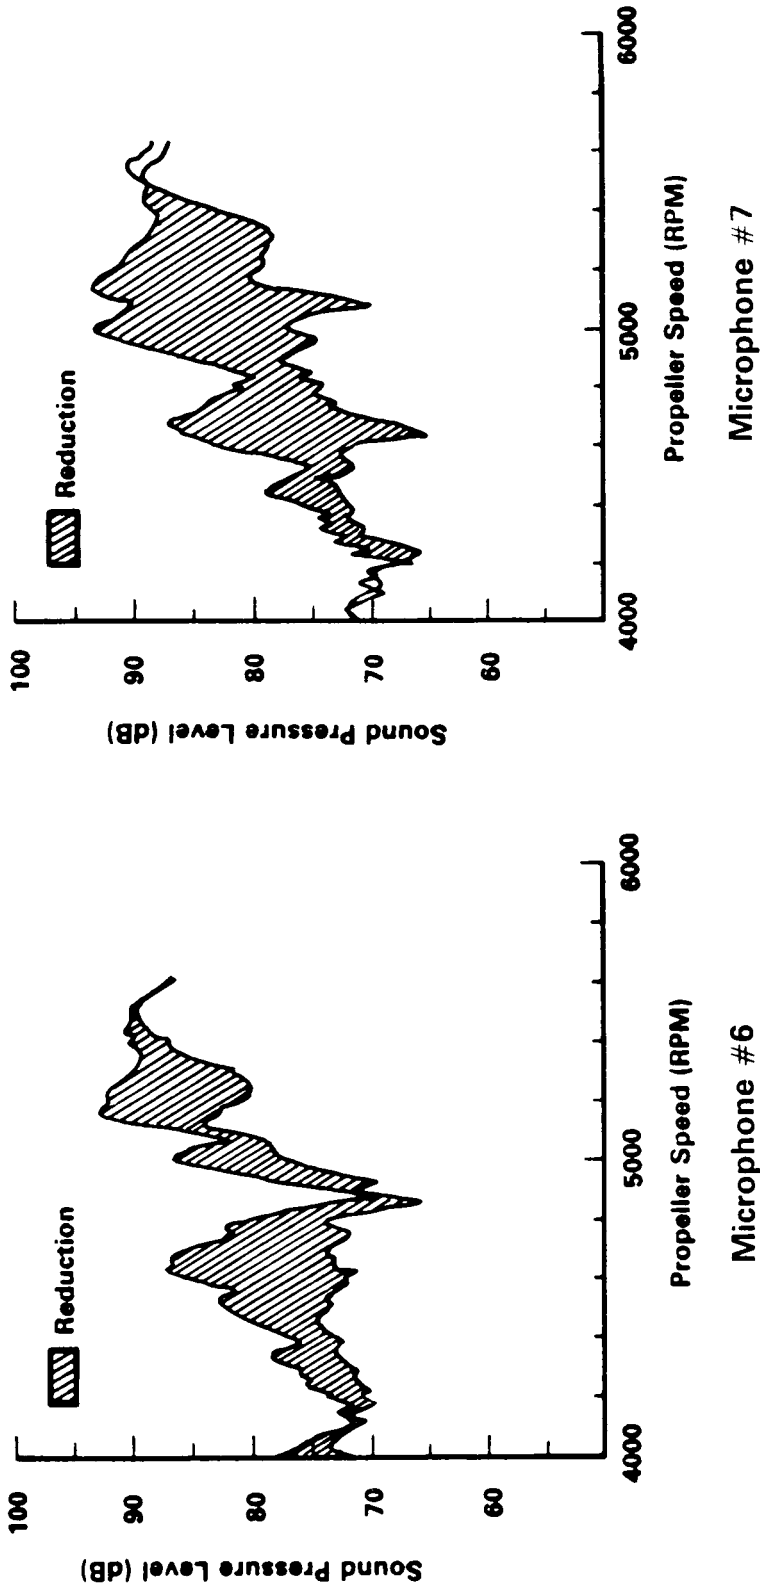 Sound Pressure Level (dB)
100
90
80
70
60
Reduction
4000
5000
6000
Propeller Speed (RPM)
Microphone #6
Sound Pressure Level (dB)
100
90
80
70
60
Reduction
4000
5000
6000
Propeller Speed (RPM)
Microphone #7